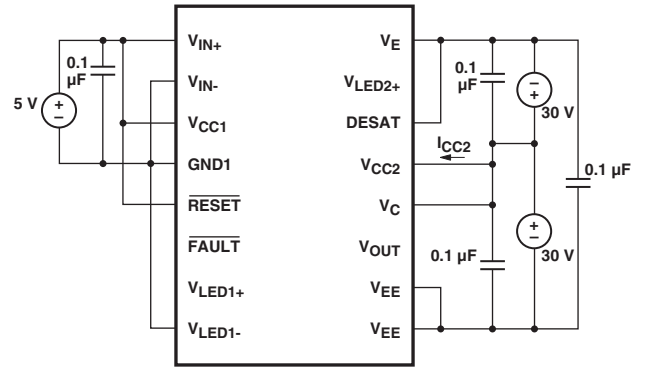 5 V
+
−
0.1
µF
V_IN+
V_IN-
V_CC1
GND1
RESET
FAULT
V_LED1+
V_LED1-
V_E
V_LED2+
DESAT
V_CC2
V_C
V_OUT
V_EE
V_EE
I_CC2
0.1
µF
−
+
30 V
0.1 µF
+
−
30 V
0.1 µF